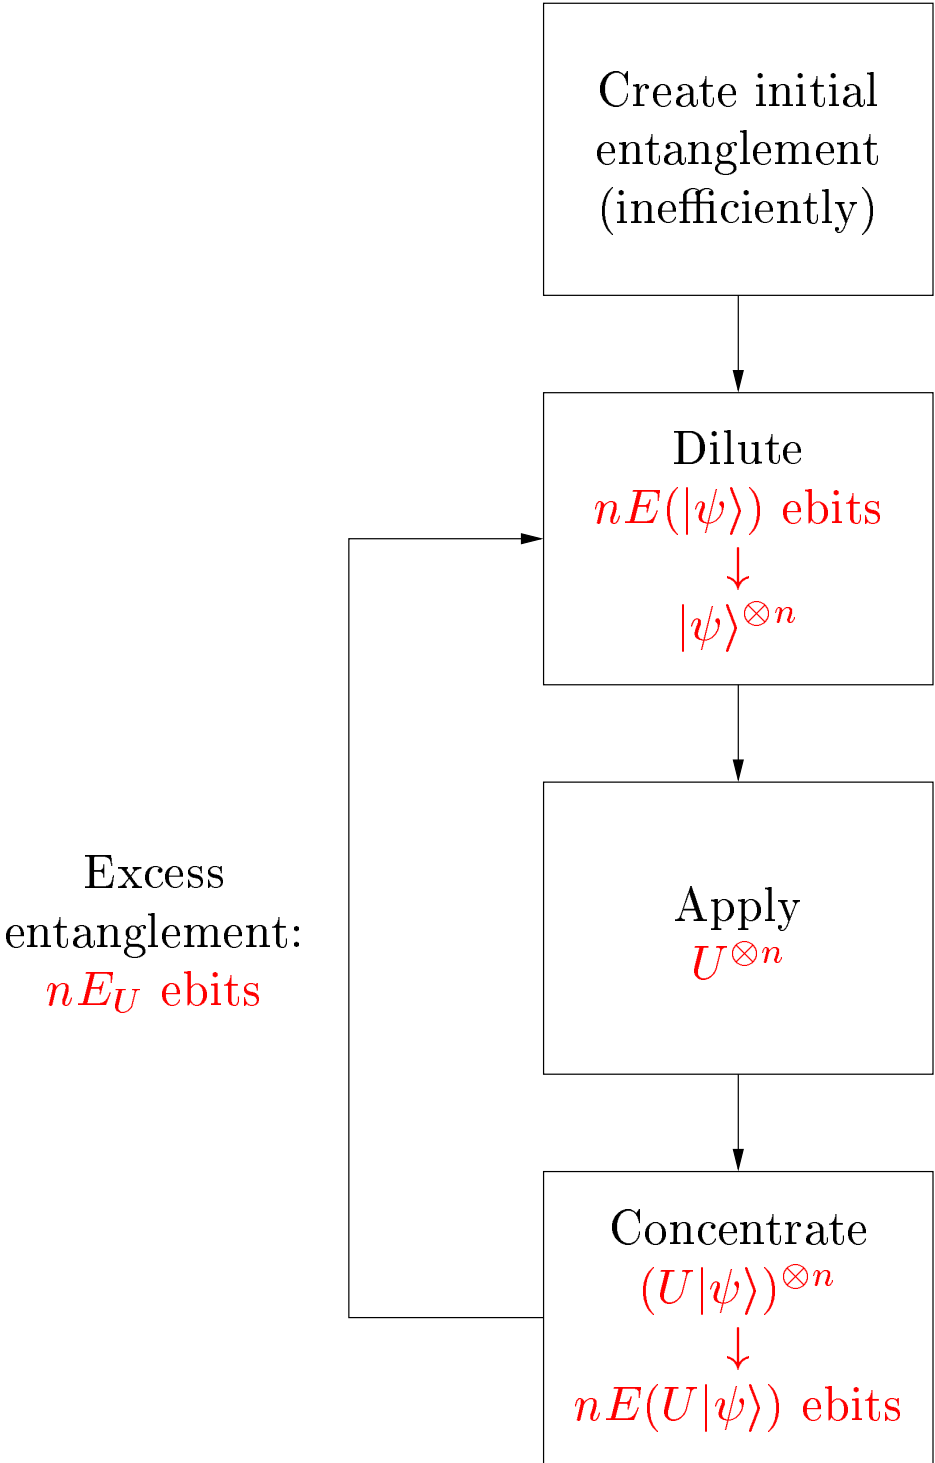 Create initial
entanglement
(inefficiently)
Dilute
nE(|ψ⟩) ebits
↓
|ψ⟩⊗n
Apply
U⊗n
Excess
entanglement:
nE_U ebits
Concentrate
(U|ψ⟩)⊗n
↓
nE(U|ψ⟩) ebits